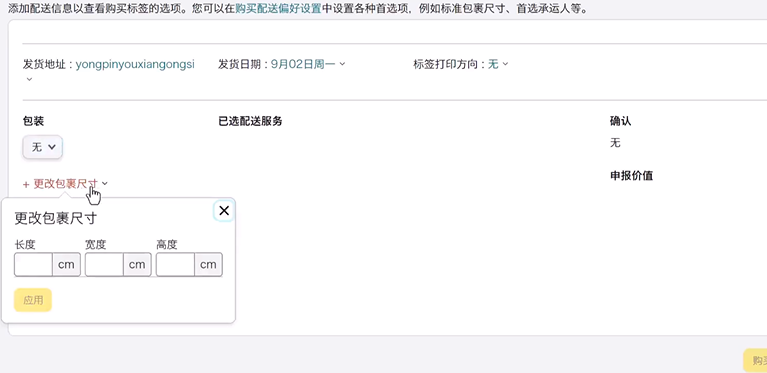 添加配送信息以查看购买标签的选项。您可以在购买配送偏好设置中设置各种首选项，例如标准包裹尺寸、首选承运人等。
发货地址 : yongpinyouxiangongsi
发货日期 : 9月02日周一
标签打印方向 : 无
包装
已选配送服务
确认
无
无
+ 更改包裹尺寸
申报价值
更改包裹尺寸
长度 宽度 高度
cm cm cm
应用